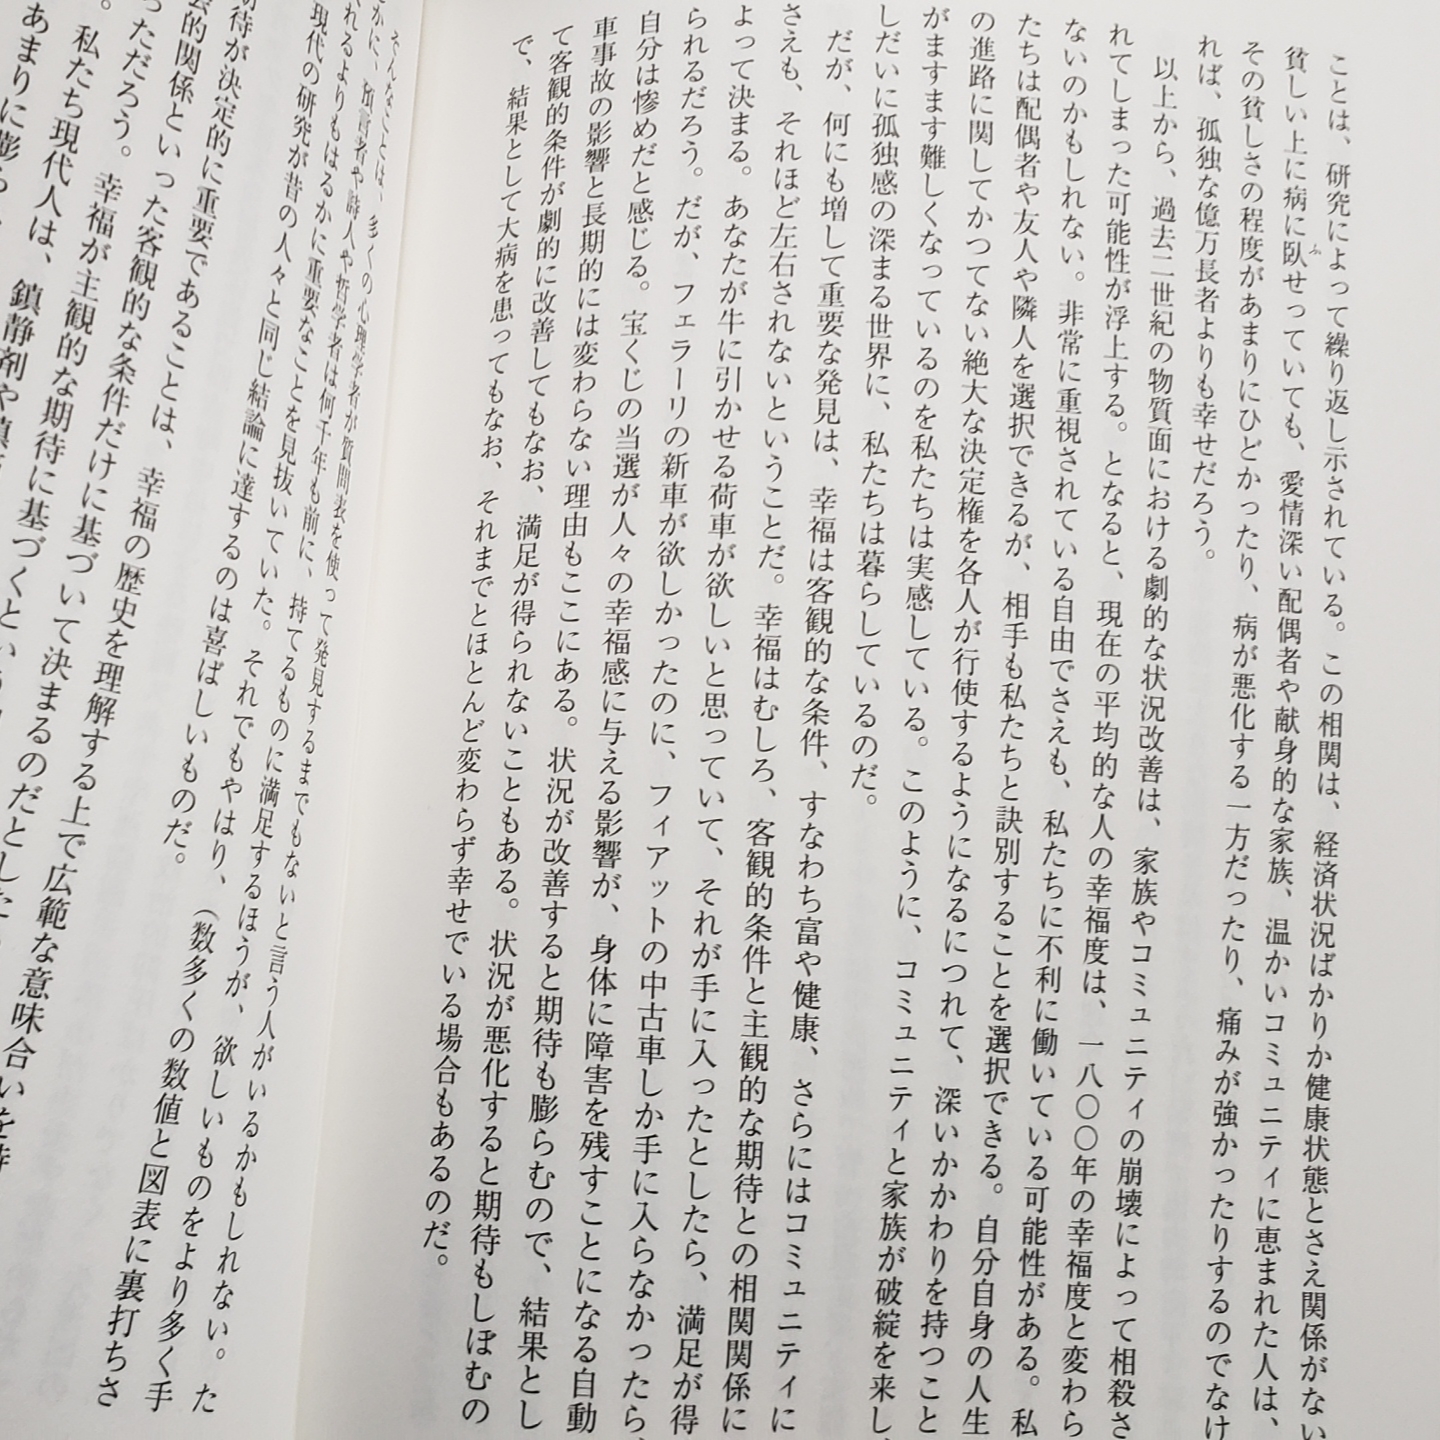 ことは、研究によって繰り返し示されている。この相関は、経済状況ばかりか健康状態とさえ関係がない
貧しい上に病に臥せっていても、愛情深い配偶者や献身的な家族、温かいコミュニティに恵まれた人は、
その貧しさの程度があまりにひどかったり、病が悪化する一方だったり、痛みが強かったりするのでなけ
れば、孤独な億万長者よりも幸せだろう。
以上から、過去二世紀の物質面における劇的な状況改善は、家族やコミュニティの崩壊によって相殺さ
れてしまった可能性が浮上する。となると、現在の平均的な人の幸福度は、一八〇〇年の幸福度と変わら
ないのかもしれない。非常に重視されている自由でさえも、私たちに不利に働いている可能性がある。私
たちは配偶者や友人や隣人を選択できるが、相手も私たちと訣別することを選択できる。自分自身の人生
の進路に関してかつてない絶大な決定権を各人が行使するようになるにつれて、深いかかわりを持つこと
がますます難しくなっているのを私たちは実感している。このように、コミュニティと家族が破綻を来し、
しだいに孤独感の深まる世界に、私たちは暮らしているのだ。
だが、何にも増して重要な発見は、幸福は客観的な条件、すなわち富や健康、さらにはコミュニティに
さえも、それほど左右されないということだ。幸福はむしろ、客観的条件と主観的な期待との相関関係に
よって決まる。あなたが牛に引かせる荷車が欲しいと思っていて、それが手に入ったとしたら、満足が得
られるだろう。だが、フェラーリの新車が欲しかったのに、フィアットの中古車しか手に入らなかったら、
自分は惨めだと感じる。宝くじの当選が人々の幸福感に与える影響が、身体に障害を残すことになる自動
車事故の影響と長期的には変わらない理由もここにある。状況が改善すると期待も膨らむので、結果とし
て客観的条件が劇的に改善してもなお、満足が得られないこともある。状況が悪化すると期待もしぼむの
で、結果として大病を患ってもなお、それまでとほとんど変わらず幸せでいる場合もあるのだ。
そんなことは、多くの心理学者が質問表を使って発見するまでもないと言う人がいるかもしれない。た
かに、預言者や詩人や哲学者は何千年も前に、持てるものに満足するほうが、欲しいものをより多く手
れるよりもはるかに重要なことを見抜いていた。それでもやはり、（数多くの数値と図表に裏打ちさ
現代の研究が昔の人々と同じ結論に達するのは喜ばしいものだ。
期待が決定的に重要であることは、幸福の歴史を理解する上で広範な意味合いを持
的関係といった客観的な条件だけに基づいて決まるのだとした
っただろう。幸福が主観的な期待に基づくという
。私たち現代人は、鎮静剤や鎮
あまりに膨ら